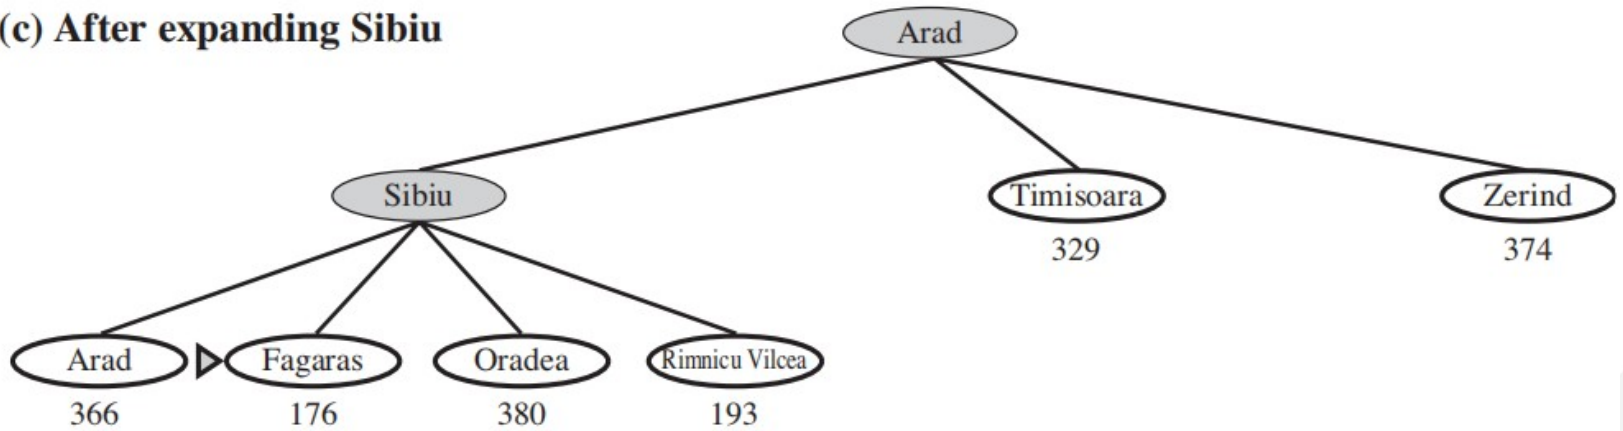 (c) After expanding Sibiu
Arad
Sibiu
Timisoara
Zerind
329
374
Arad
Fagaras
Oradea
Rimnicu Vilcea
366
176
380
193